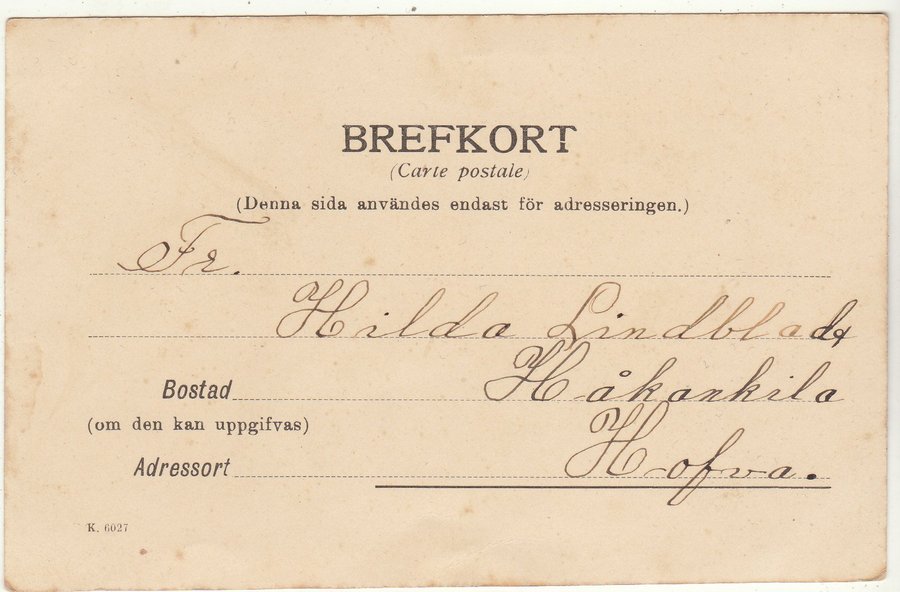 BREFKORT
(Carte postale)
(Denna sida användes endast för adresseringen.)
Fr.
Hilda Lindblad
Bostad Håkankila
(om den kan uppgifvas)
Adressort Hofva.
K. 6027